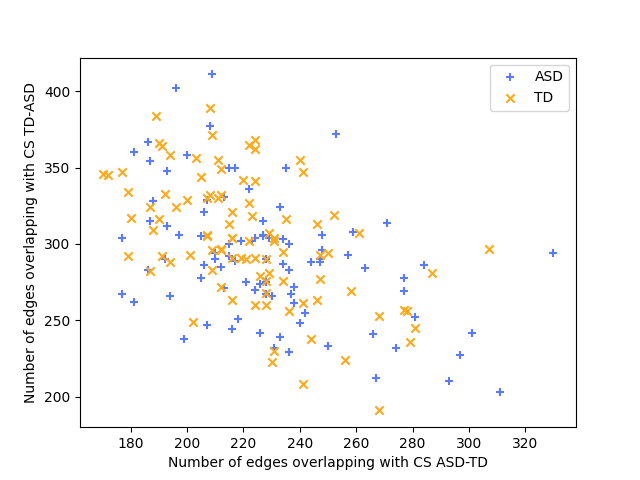 ASD
TD
400
350
300
250
200
Number of edges overlapping with CS TD-ASD
180 200 220 240 260 280 300 320
Number of edges overlapping with CS ASD-TD